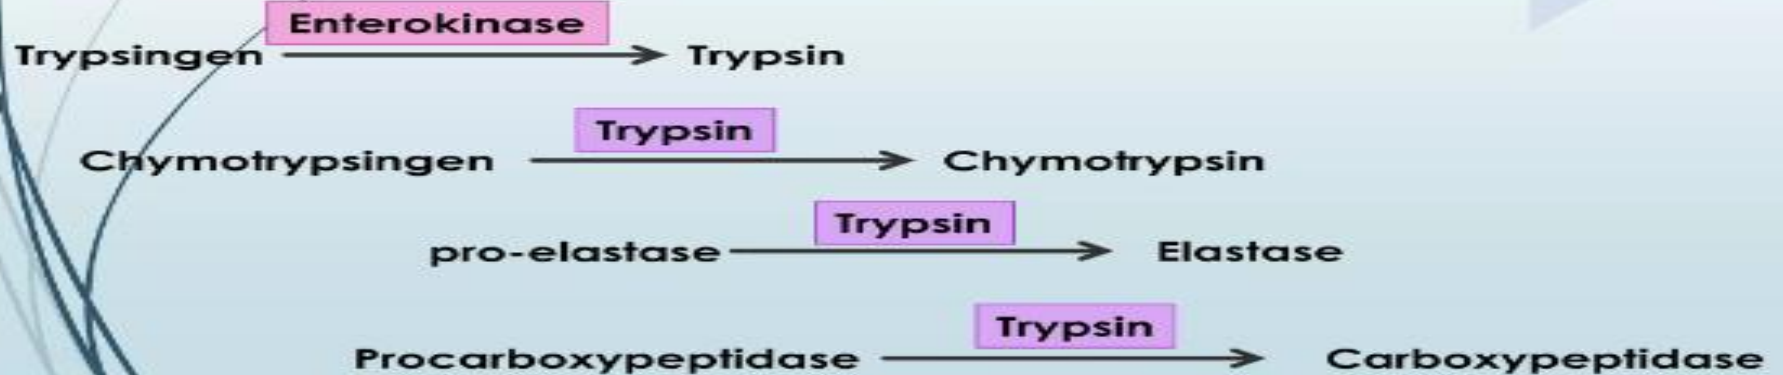 Enterokinase
Trypsingen Trypsin
Trypsin
Chymotrypsingen Chymotrypsin
Trypsin
pro-elastase Elastase
Trypsin
Procarboxypeptidase Carboxypeptidase